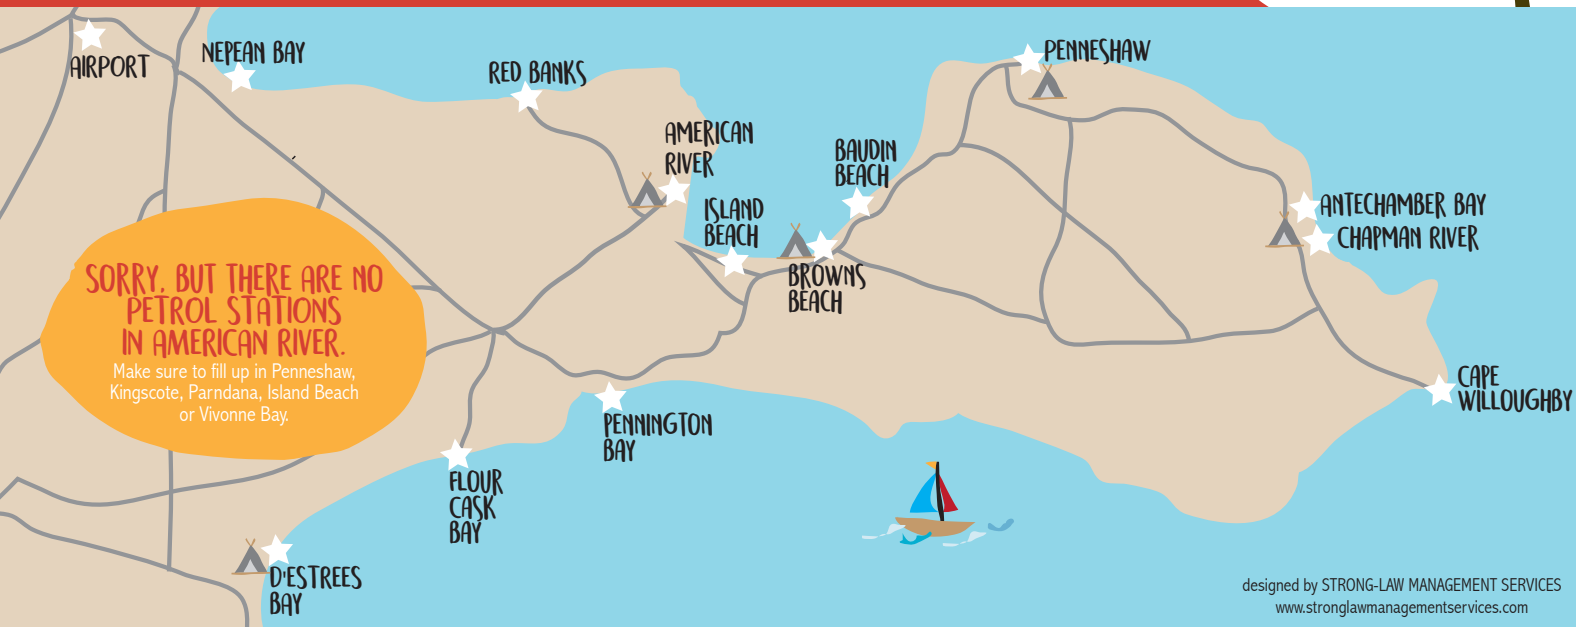 PENNESHAW
NEPEAN BAY
AIRPORT
RED BANKS
AMERICAN
RIVER
BAUDIN
BEACH
ISLAND
BEACH
ANTECHAMBER BAY
CHAPMAN RIVER
BROWNS
BEACH
SORRY, BUT THERE ARE NO
PETROL STATIONS
IN AMERICAN RIVER.
Make sure to fill up in Penneshaw,
Kingscote, Parndana, Island Beach
or Vivonne Bay.
CAPE
WILLOUGHBY
PENNINGTON
BAY
FLOUR
CASK
BAY
D'ESTREES
BAY
designed by STRONG-LAW MANAGEMENT SERVICES
www.stronglawmanagementservices.com